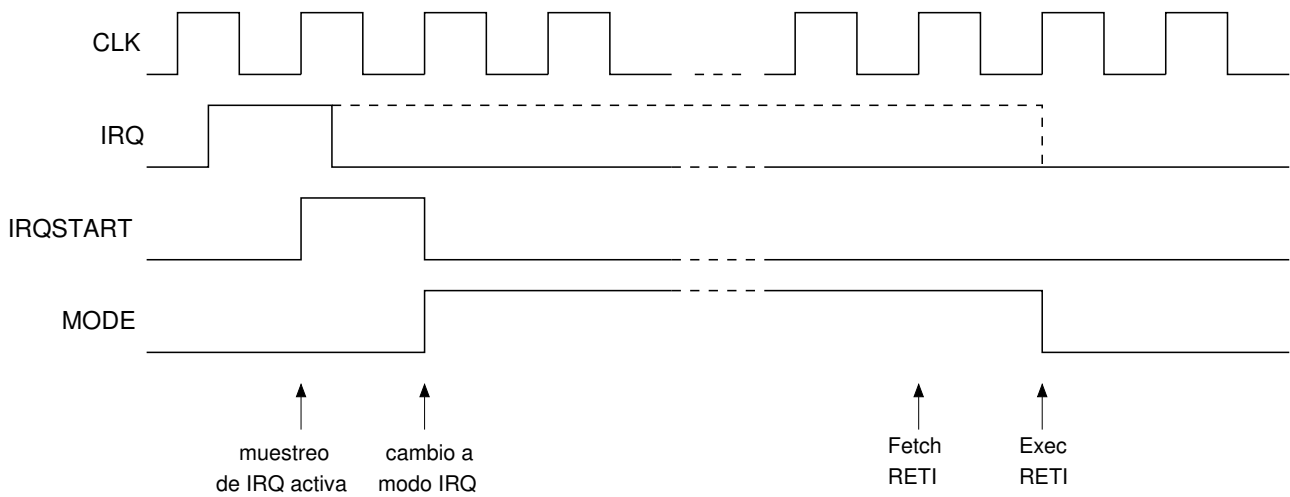 CLK
IRQ
IRQSTART
MODE
muestreo
de IRQ activa
cambio a
modo IRQ
Fetch
RETI
Exec
RETI